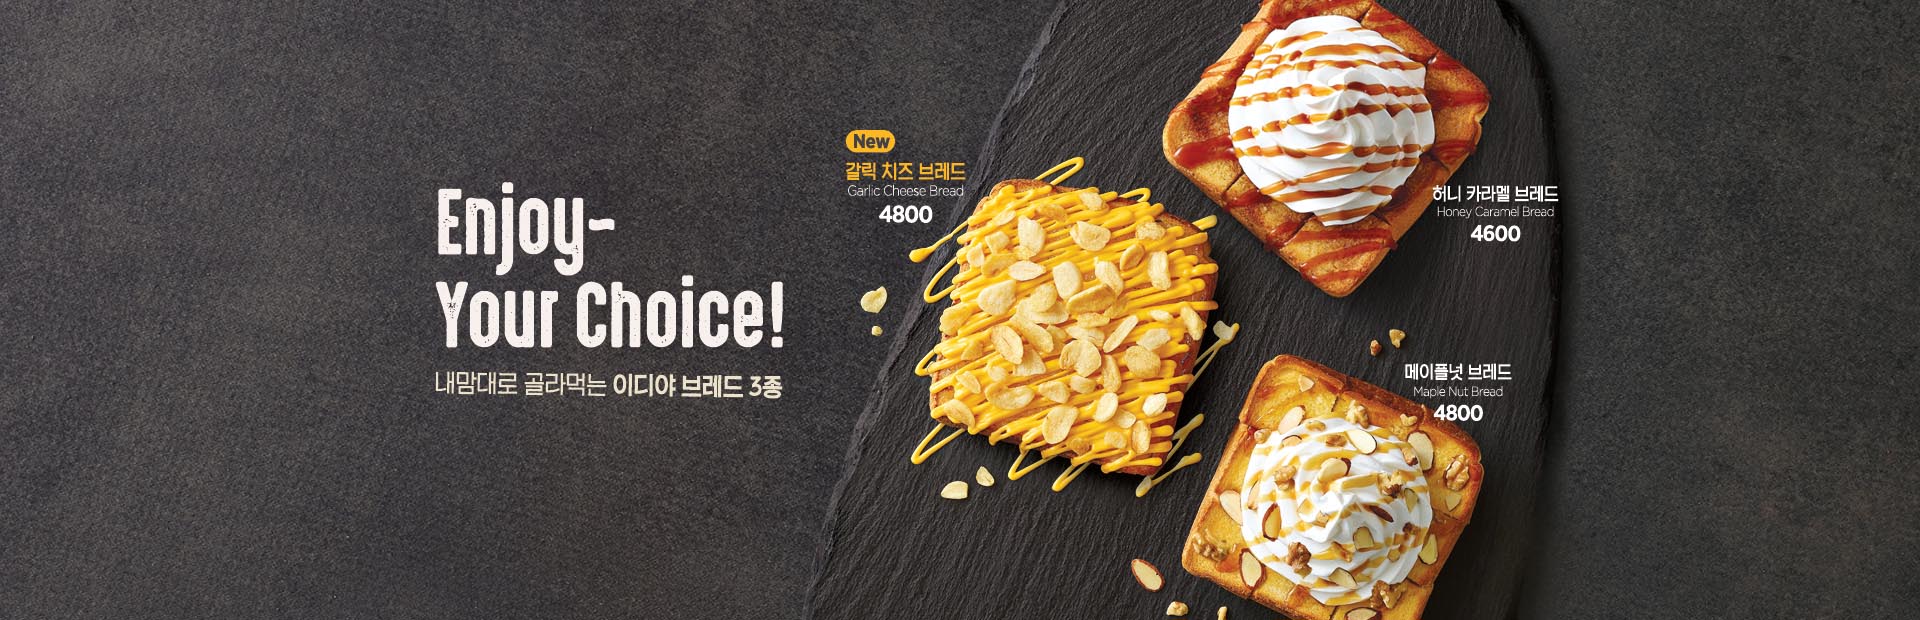 Enjoy-
Your Choice!
내맘대로 골라먹는 이디야 브레드 3종
New
갈릭 치즈 브레드
Garlic Cheese Bread
4800
허니 카라멜 브레드
Honey Caramel Bread
4600
메이플넛 브레드
Maple Nut Bread
4800